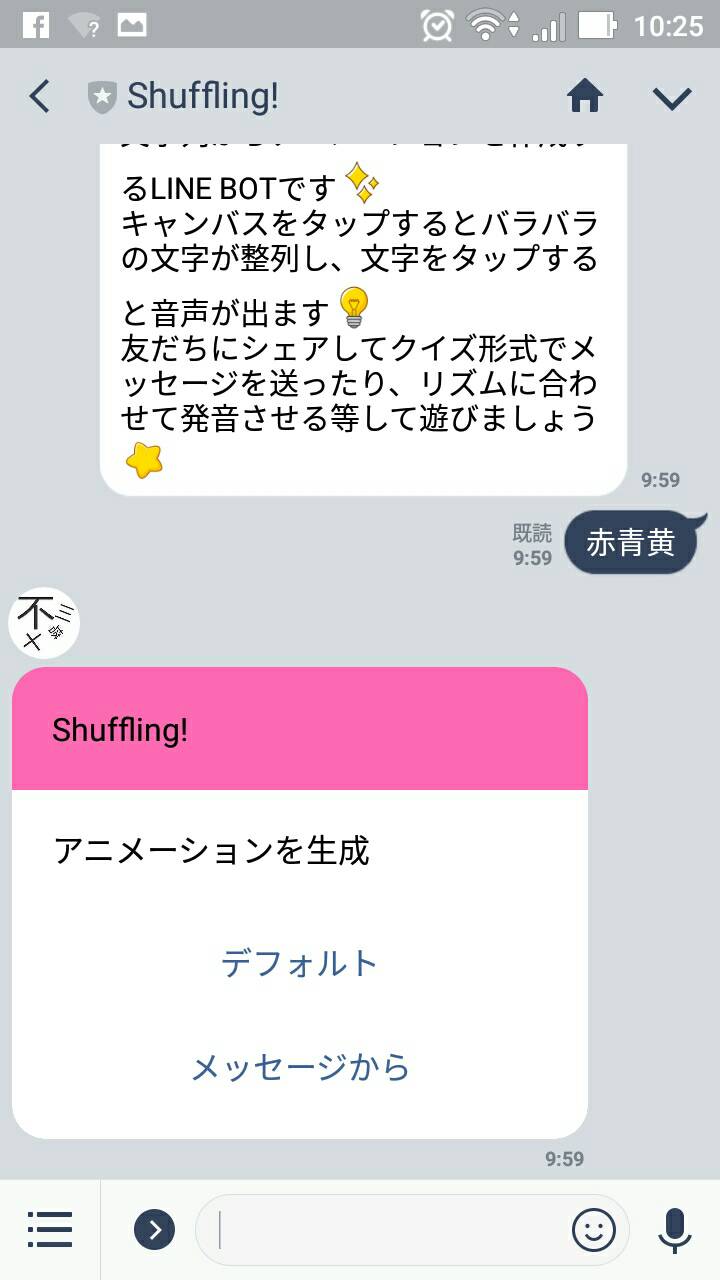 10:25
Shuffling!
るLINE BOTです
キャンバスをタップするとバラバラ
の文字が整列し、文字をタップする
と音声が出ます
友だちにシェアしてクイズ形式でメ
ッセージを送ったり、リズムに合わ
せて発音させる等して遊びましょう
9:59
既読
9:59
赤青黄
不
Shuffling!
アニメーションを生成
デフォルト
メッセージから
9:59